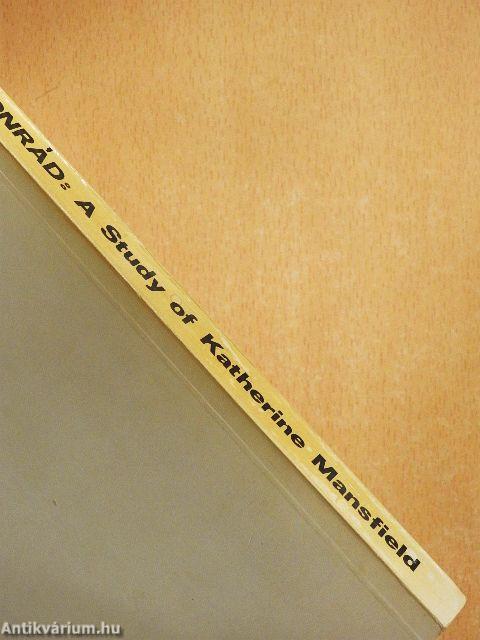 ONRÁD: A Study of Katherine Mansfield
Antikvárium.hu